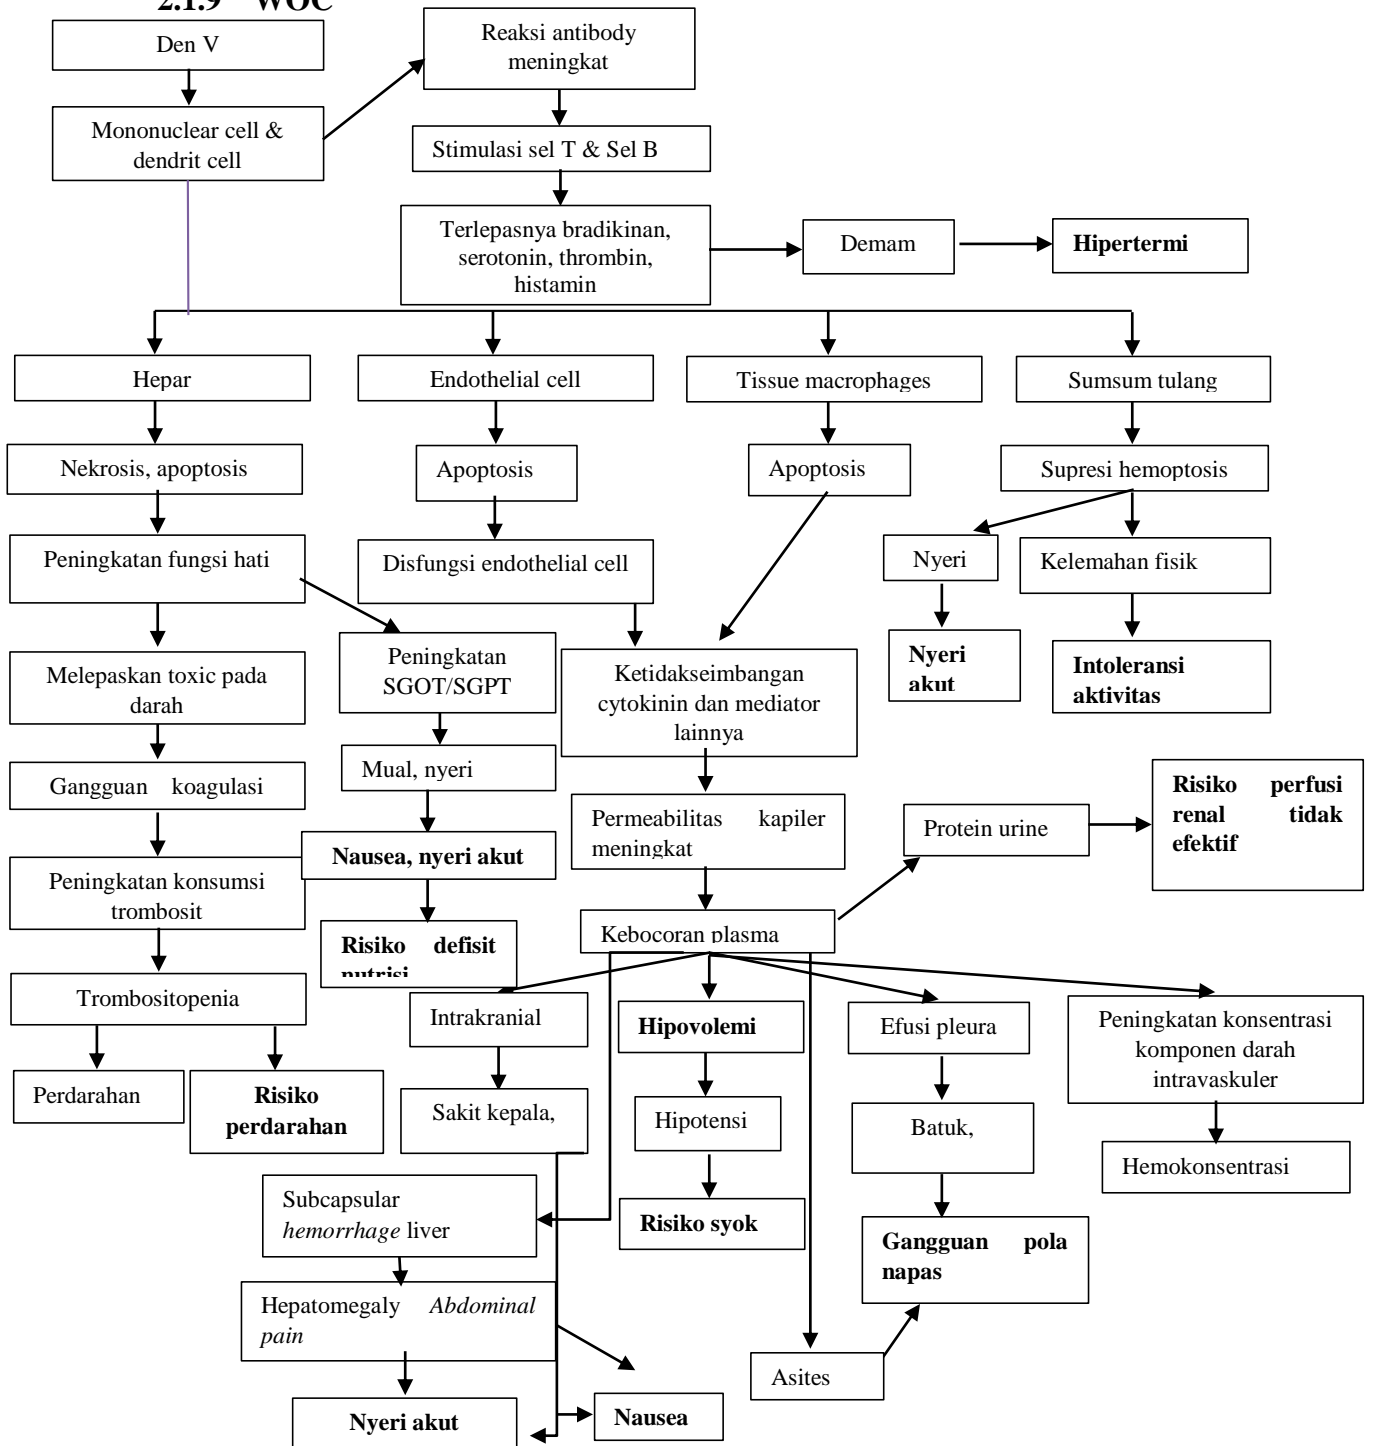 2.1.9 WOC
Den V
Reaksi antibody
meningkat
Mononuclear cell &
dendrit cell
Stimulasi sel T & Sel B
Terlepasnya bradikinan,
serotonin, thrombin,
histamin
Demam
Hipertermi
Hepar
Endothelial cell
Tissue macrophages
Sumsum tulang
Nekrosis, apoptosis
Apoptosis
Apoptosis
Supresi hemoptosis
Peningkatan fungsi hati
Disfungsi endothelial cell
Nyeri
Kelemahan fisik
Peningkatan
SGOT/SGPT
Melepaskan toxic pada
darah
Ketidakseimbangan
cytokinin dan mediator
lainnya
Nyeri
akut
Intoleransi
aktivitas
Mual, nyeri
Gangguan koagulasi
Permeabilitas kapiler
meningkat
Protein urine
Risiko perfusi
renal tidak
efektif
Nausea, nyeri akut
Peningkatan konsumsi
trombosit
Risiko defisit
nutrisi
Kebocoran plasma
Trombositopenia
Intrakranial
Hipovolemi
Efusi pleura
Peningkatan konsentrasi
komponen darah
intravaskuler
Perdarahan
Risiko
perdarahan
Sakit kepala,
Hipotensi
Batuk,
Hemokonsentrasi
Subcapsular
hemorrhage liver
Risiko syok
Gangguan pola
napas
Hepatomegaly Abdominal
pain
Asites
Nyeri akut
Nausea